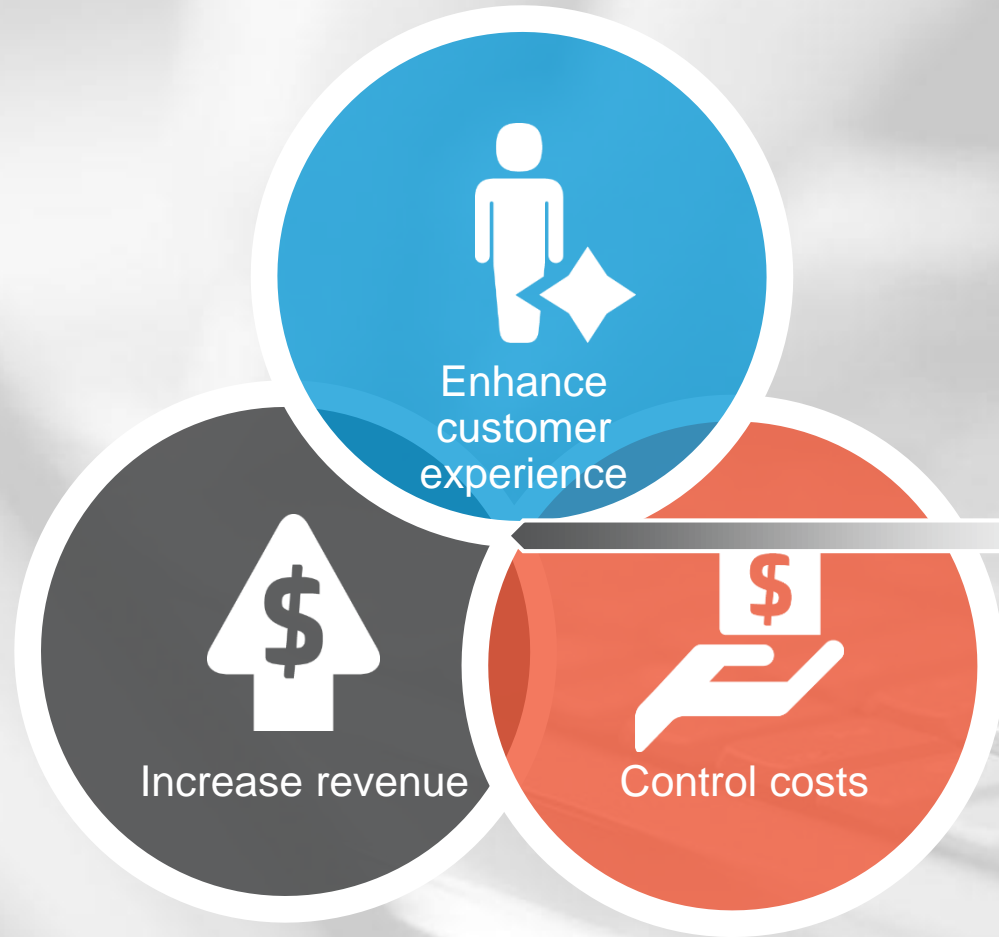 Enhance
customer
experience
$
$
Increase revenue
Control costs